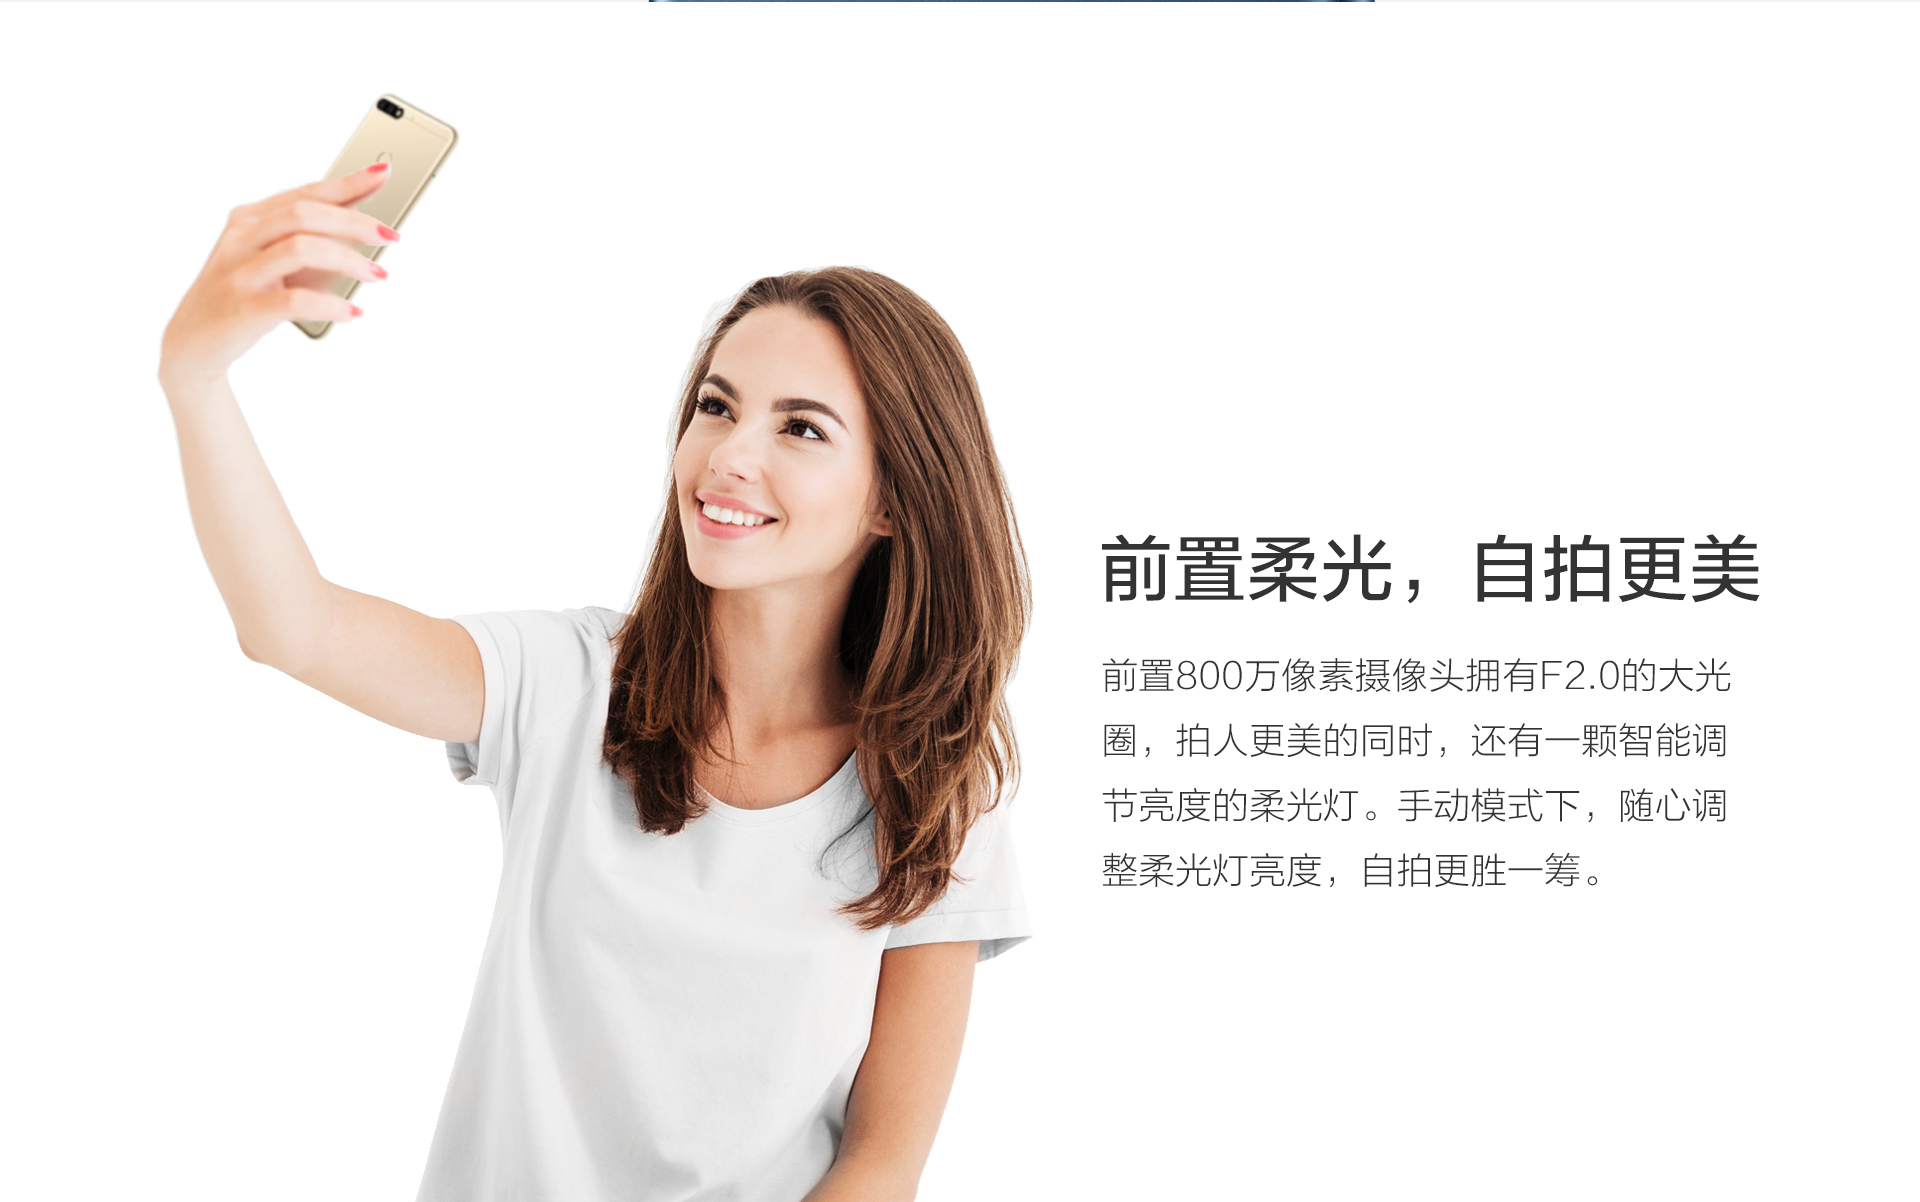 前置柔光，自拍更美
前置800万像素摄像头拥有F2.0的大光
圈，拍人更美的同时，还有一颗智能调
节亮度的柔光灯。手动模式下，随心调
整柔光灯亮度，自拍更胜一筹。